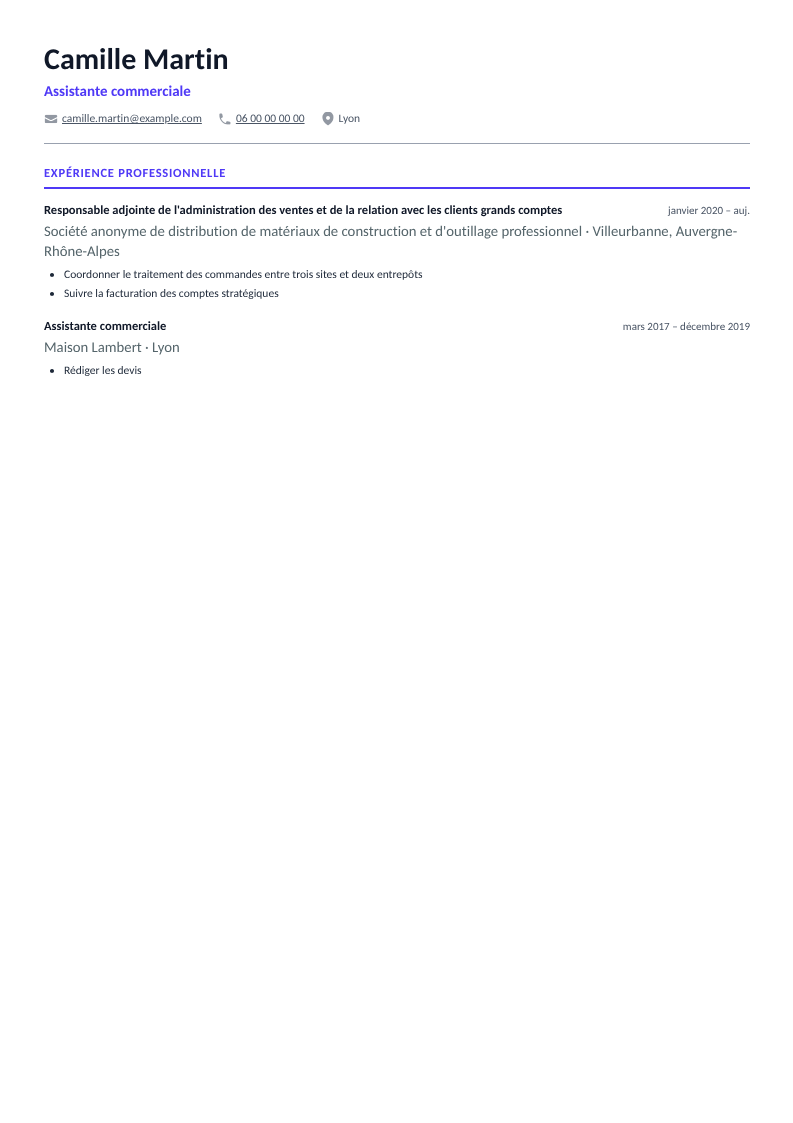 Camille Martin
Assistante commerciale
camille.martin@example.com 06 00 00 00 00 Lyon
EXPÉRIENCE PROFESSIONNELLE
Responsable adjointe de l'administration des ventes et de la relation avec les clients grands comptes janvier 2020 – auj.
Société anonyme de distribution de matériaux de construction et d'outillage professionnel · Villeurbanne, Auvergne-
Rhône-Alpes
• Coordonner le traitement des commandes entre trois sites et deux entrepôts
• Suivre la facturation des comptes stratégiques
Assistante commerciale mars 2017 – décembre 2019
Maison Lambert · Lyon
• Rédiger les devis